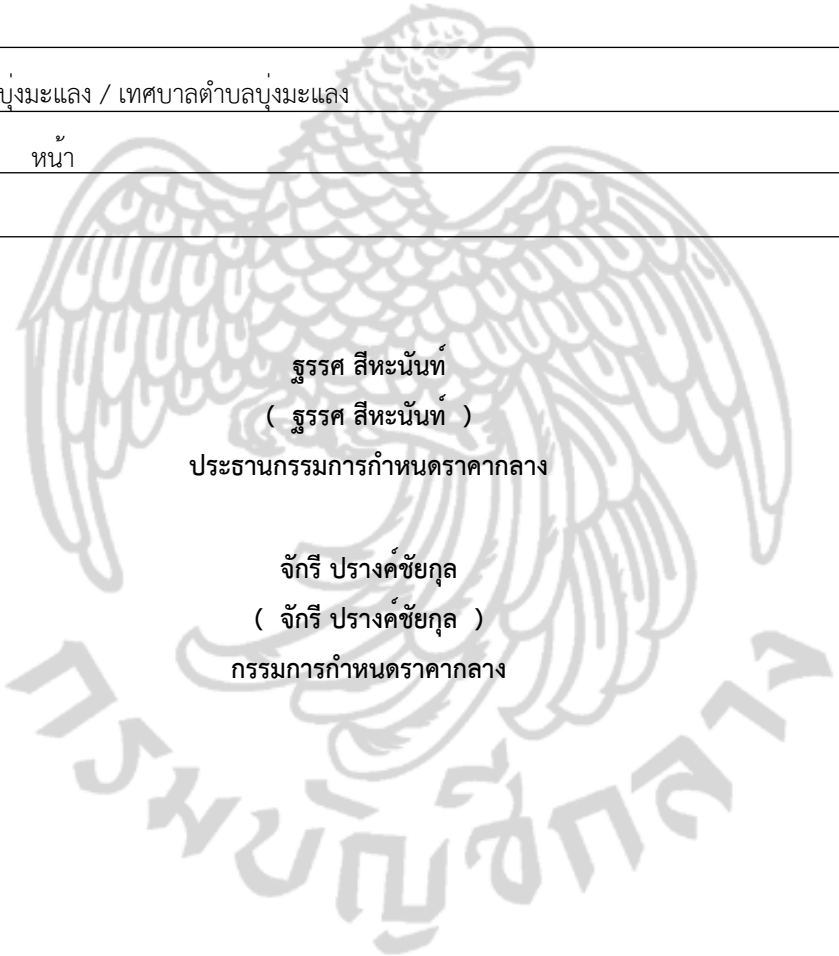 บุ่งมะแลง / เทศบาลตำบลบุ่งมะแลง
หน้า
ฐรรศ สีหะนันท์
( ฐรรศ สีหะนันท์ )
ประธานกรรมการกำหนดราคากลาง
จักรี ปรางค์ชัยกุล
( จักรี ปรางค์ชัยกุล )
กรรมการกำหนดราคากลาง
กรมบัญชีกลาง